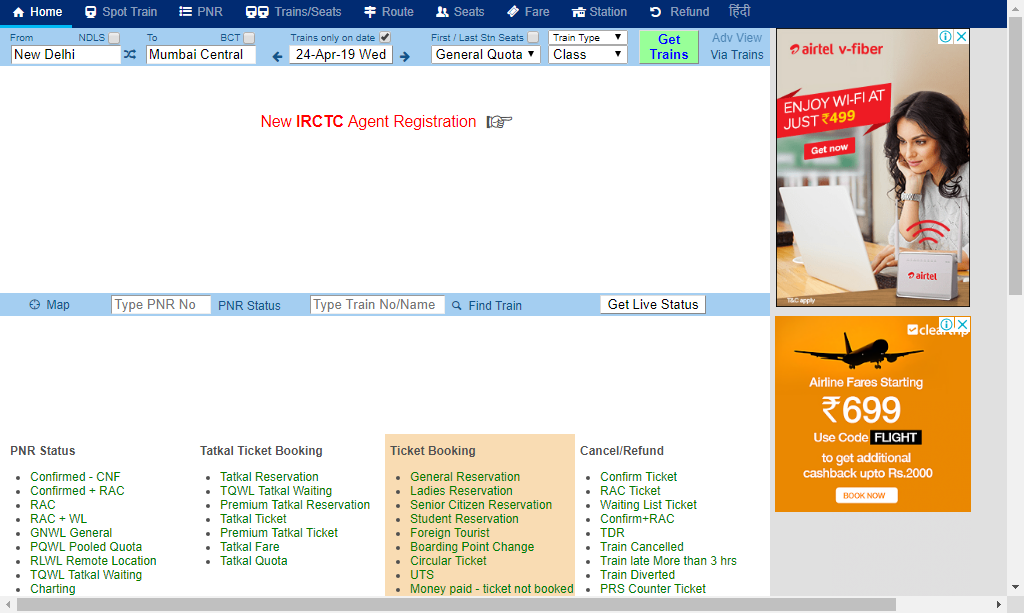 Home Spot Train PNR Trains/Seats Route Seats Fare Station Refund हिंदी
From NDLS To BCT Trains only on date First / Last Stn Seats Train Type Get Trains Adv View
New Delhi Mumbai Central 24-Apr-19 Wed General Quota Class Via Trains
New IRCTC Agent Registration
Map Type PNR No PNR Status Type Train No/Name Find Train Get Live Status
PNR Status
Confirmed - CNF
Confirmed + RAC
RAC
RAC + WL
GNWL General
PQWL Pooled Quota
RLWL Remote Location
TQWL Tatkal Waiting
Charting
Tatkal Ticket Booking
Tatkal Reservation
TQWL Tatkal Waiting
Premium Tatkal Reservation
Tatkal Ticket
Premium Tatkal Ticket
Tatkal Fare
Tatkal Quota
Ticket Booking
General Reservation
Ladies Reservation
Senior Citizen Reservation
Student Reservation
Foreign Tourist
Boarding Point Change
Circular Ticket
UTS
Money paid - ticket not booked
Cancel/Refund
Confirm Ticket
RAC Ticket
Waiting List Ticket
Confirm+RAC
TDR
Train Cancelled
Train late More than 3 hrs
Train Diverted
PRS Counter Ticket
airtel v-fiber
ENJOY WI-FI AT
JUST ₹499
Get now
airtel
T&C apply
cleartrip
Airline Fares Starting
₹699
Use Code FLIGHT
to get additional
cashback upto Rs.2000
BOOK NOW